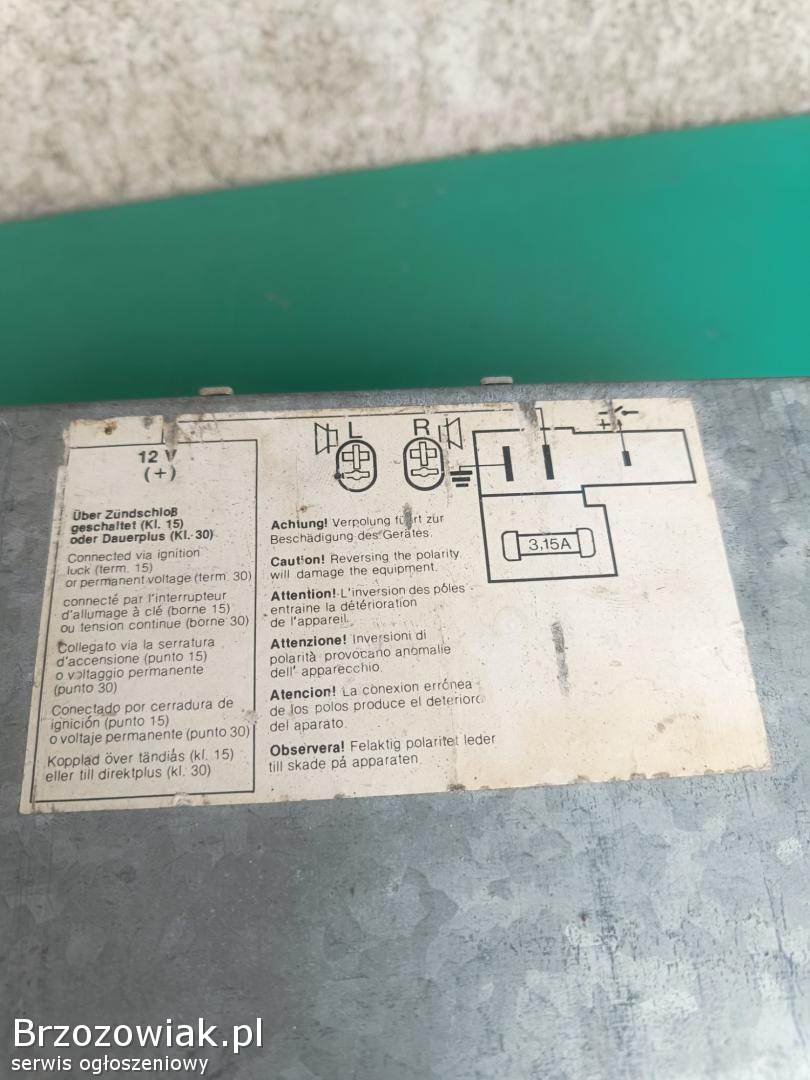 12 V
(+)
Über Zündschloß
geschaltet (Kl. 15)
oder Dauerplus (Kl. 30)
Connected via ignition
luck (term. 15)
or permanent voltage (term. 30)
connecté par l'interrupteur
d'allumage à clé (borne 15)
ou tension continue (borne 30)
Collegato via la serratura
d'accensione (punto 15)
o voltaggio permanente
(punto 30)
Conectado por cerradura de
ignición (punto 15)
o voltaje permanente (punto 30)
Kopplad över tändlås (kl. 15)
eller till direktplus (kl. 30)
L R
+
3,15A
Achtung! Verpolung führt zur
Beschädigung des Gerätes.
Caution! Reversing the polarity
will damage the equipment.
Attention! L'inversion des pôles
entraine la détérioration
de l'appareil.
Attenzione! Inversioni di
polarità provocano anomalie
dell' apparecchio.
Atencion! La conexion errónea
de los polos produce el deterioro
del aparato.
Observera! Felaktig polaritet leder
till skade på apparaten.
Brzozowiak.pl
serwis ogłoszeniowy